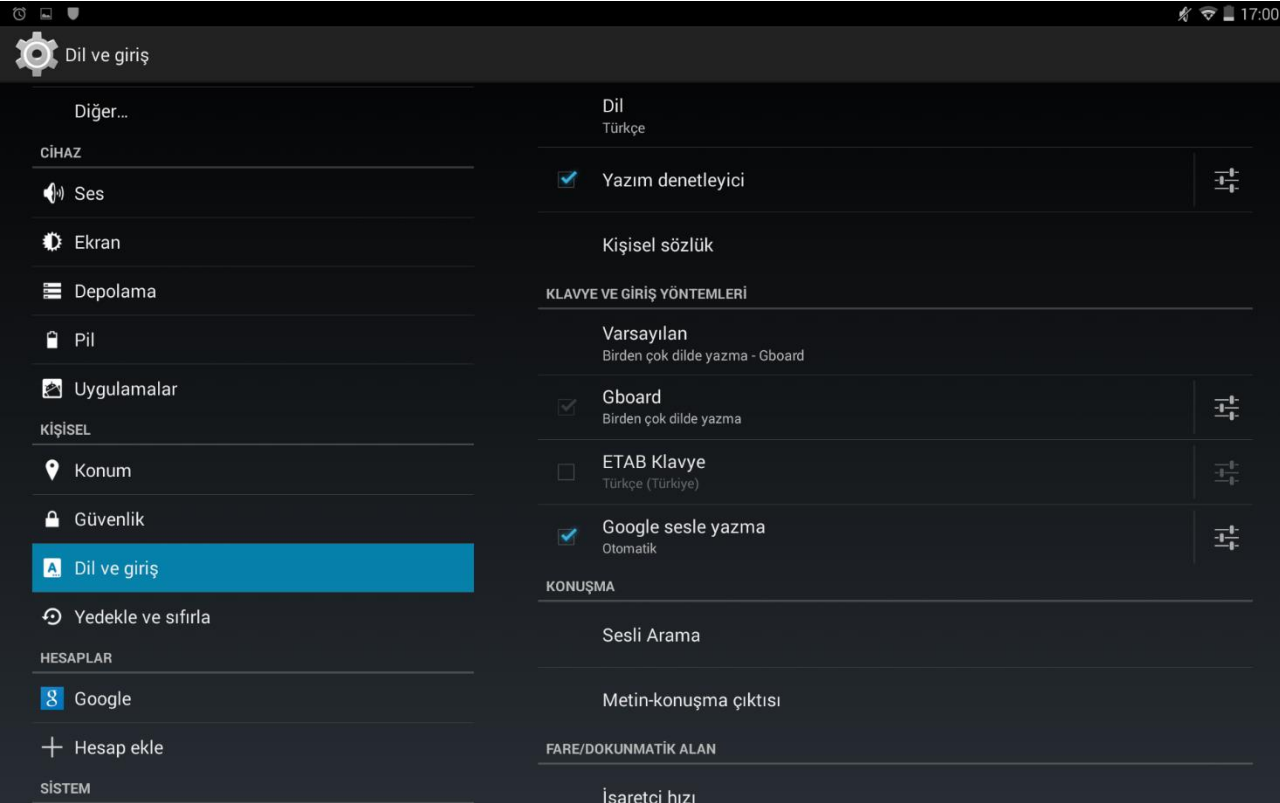 17:00
Dil ve giriş
Diğer...
CİHAZ
Ses
Ekran
Depolama
Pil
Uygulamalar
KİŞİSEL
Konum
Güvenlik
Dil ve giriş
Yedekle ve sıfırla
HESAPLAR
Google
Hesap ekle
SİSTEM
Dil
Türkçe
Yazım denetleyici
Kişisel sözlük
KLAVYE VE GİRİŞ YÖNTEMLERİ
Varsayılan
Birden çok dilde yazma - Gboard
Gboard
Birden çok dilde yazma
ETAB Klavye
Türkçe (Türkiye)
Google sesle yazma
Otomatik
KONUŞMA
Sesli Arama
Metin-konuşma çıktısı
FARE/DOKUNMATİK ALAN
İşaretçi hızı